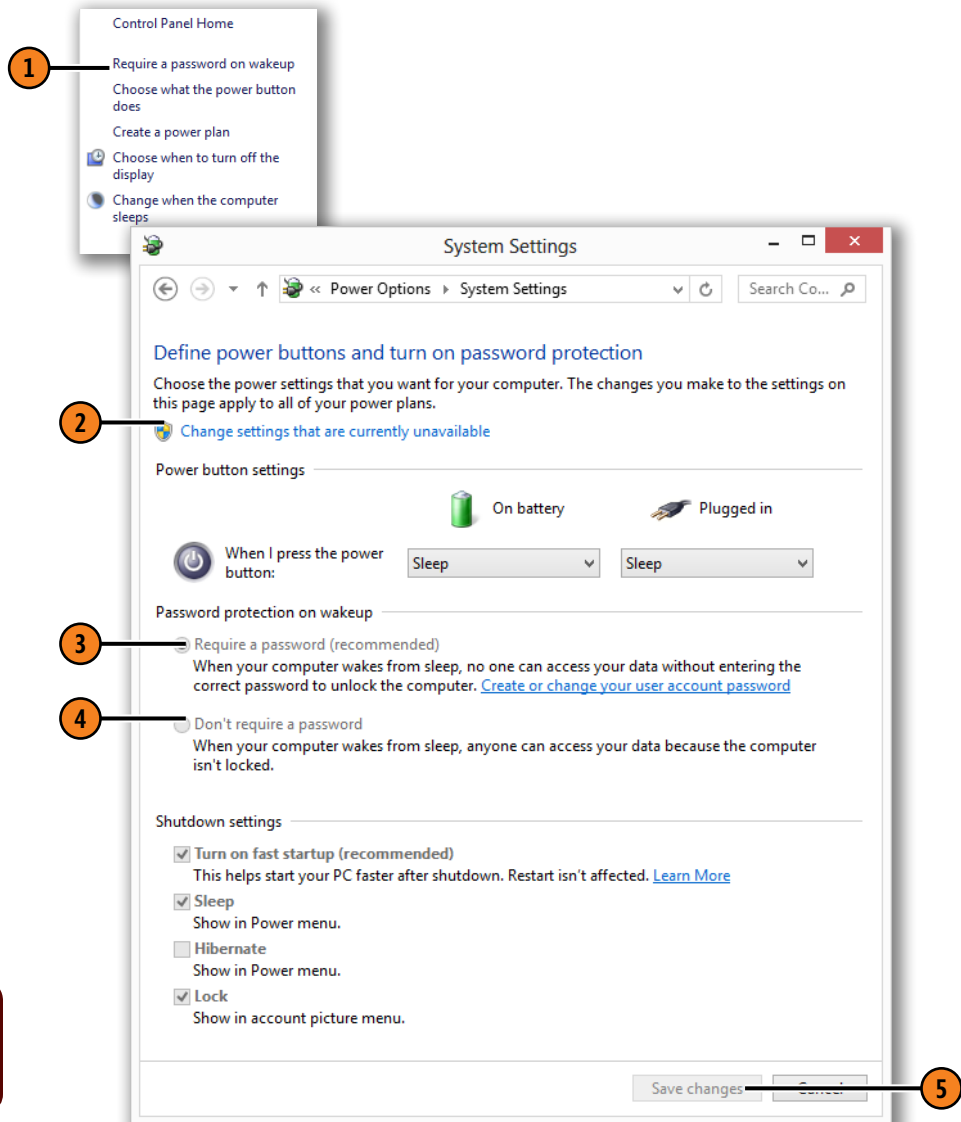 Control Panel Home
1
Require a password on wakeup
Choose what the power button
does
Create a power plan
Choose when to turn off the
display
Change when the computer
sleeps
System Settings
« Power Options System Settings
Search Co...
Define power buttons and turn on password protection
Choose the power settings that you want for your computer. The changes you make to the settings on
this page apply to all of your power plans.
2
Change settings that are currently unavailable
Power button settings
On battery
Plugged in
When I press the power
button:
Sleep
Sleep
Password protection on wakeup
3
Require a password (recommended)
When your computer wakes from sleep, no one can access your data without entering the
correct password to unlock the computer. Create or change your user account password
4
Don't require a password
When your computer wakes from sleep, anyone can access your data because the computer
isn't locked.
Shutdown settings
Turn on fast startup (recommended)
This helps start your PC faster after shutdown. Restart isn't affected. Learn More
Sleep
Show in Power menu.
Hibernate
Show in Power menu.
Lock
Show in account picture menu.
Save changes
Cancel
5